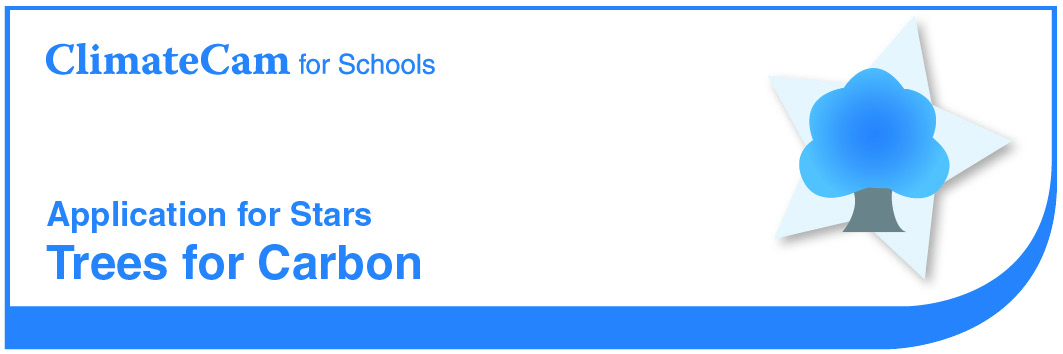 ClimateCam for Schools
Application for Stars
Trees for Carbon